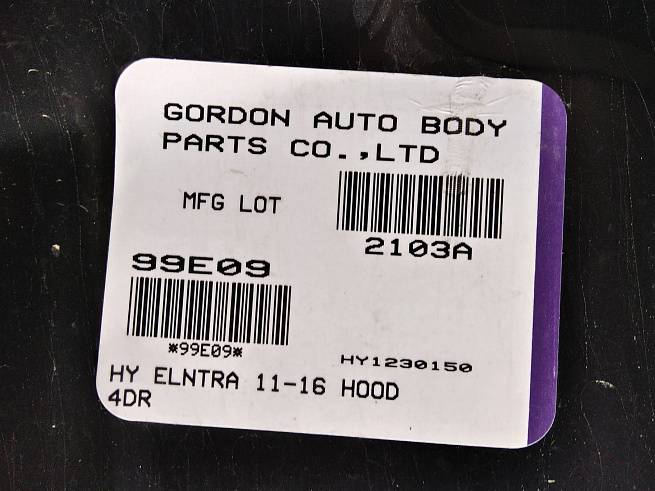 GORDON AUTO BODY
PARTS CO.,LTD
MFG LOT
2103A
99E09
*99E09*
HY1230150
HY ELNTRA 11-16 HOOD
4DR